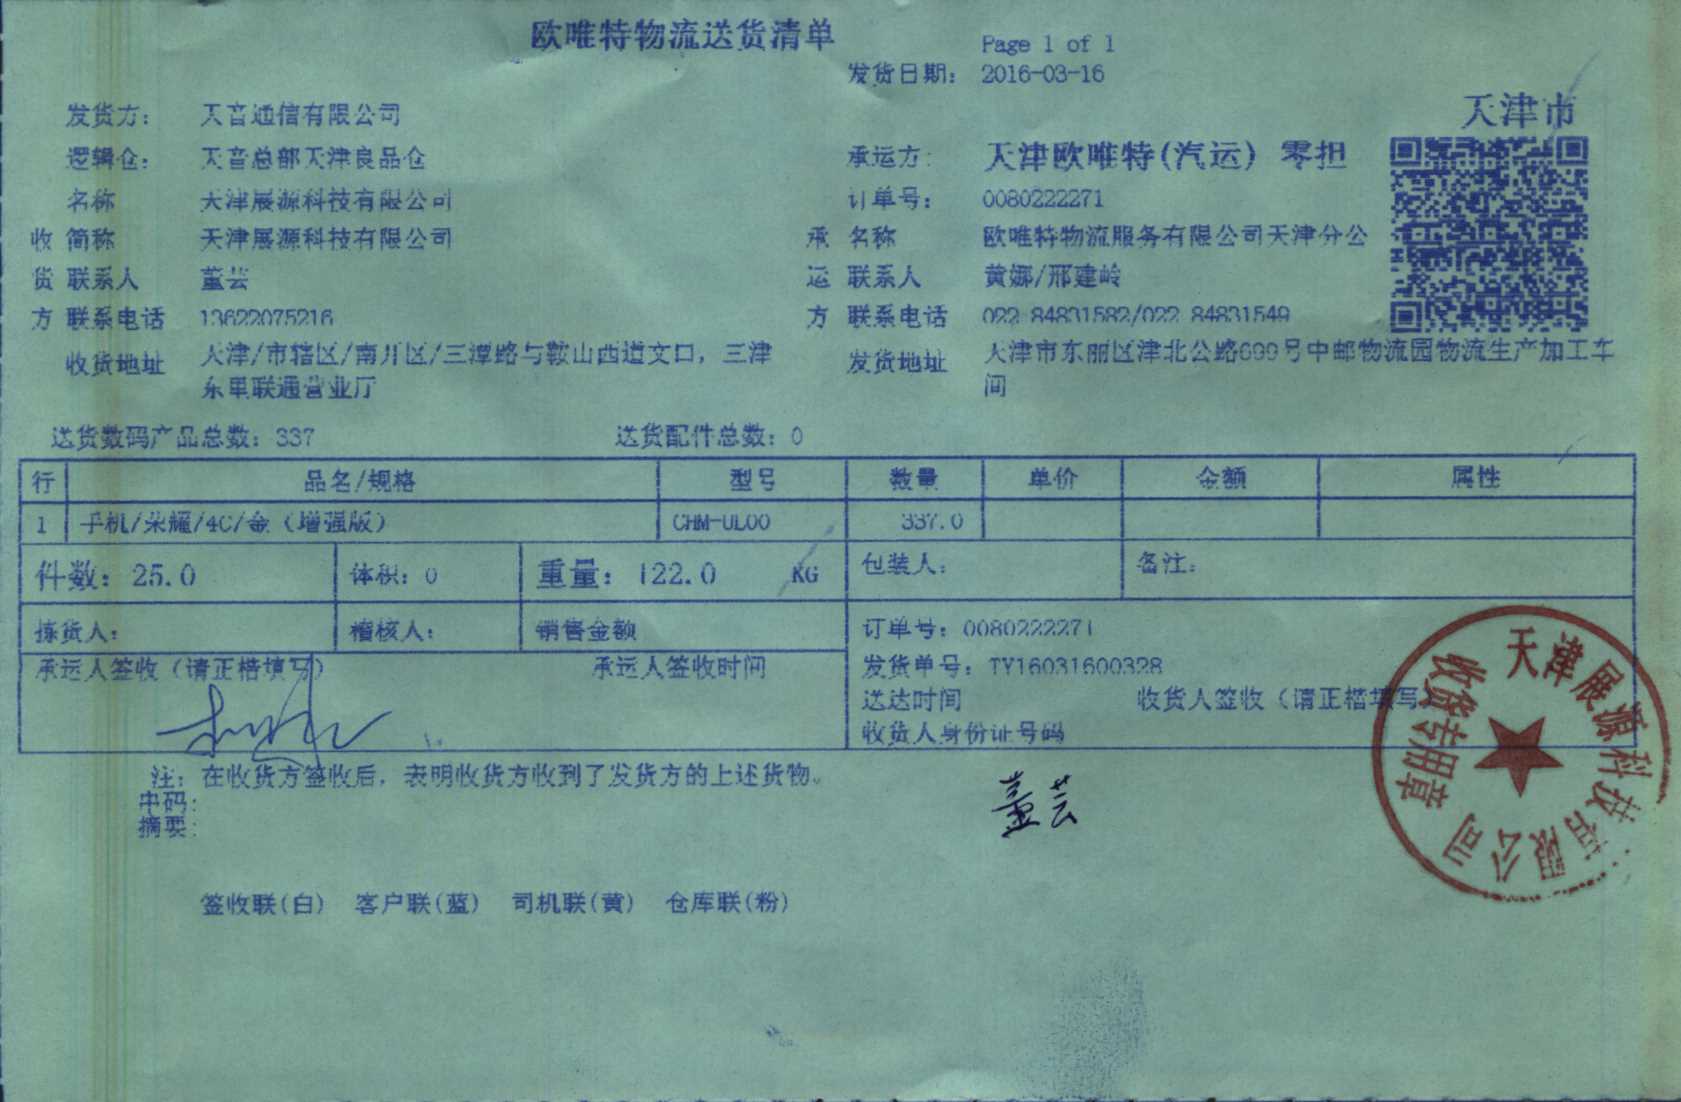 欧唯特物流送货清单
Page 1 of 1
发货日期： 2016-03-16
天津市
发货方： 天音通信有限公司
逻辑仓： 天音总部天津良品仓 承运方： 天津欧唯特(汽运) 零担
名称 天津展源科技有限公司 订单号： 0080222271
收 简称 天津展源科技有限公司 承 名称 欧唯特物流服务有限公司天津分公
货 联系人 董芸 运 联系人 黄娜/邢建岭
方 联系电话 13622075216 方 联系电话 022-84831582/022-84831549
收货地址 天津/市辖区/南开区/三潭路与鞍山西道交口，三津 发货地址 天津市东丽区津北公路699号中邮物流园物流生产加工车
东里联通营业厅 间
送货数码产品总数：337 送货配件总数：0
行 品名/规格 型号 数量 单价 金额 属性
1 手机/荣耀/4C/金（增强版） CHM-UL00 337.0
件数：25.0 体积：0 重量：122.0 KG 包装人： 备注：
拣货人： 稽核人： 销售金额 订单号：0080222271
承运人签收（请正楷填写） 承运人签收时间 发货单号：TY16031600328
送达时间 收货人签收（请正楷填写）
收货人身份证号码
注：在收货方签收后，表明收货方收到了发货方的上述货物。
串码：
摘要：
董芸
签收联(白) 客户联(蓝) 司机联(黄) 仓库联(粉)
天津展源科技有限公司
收货专用章